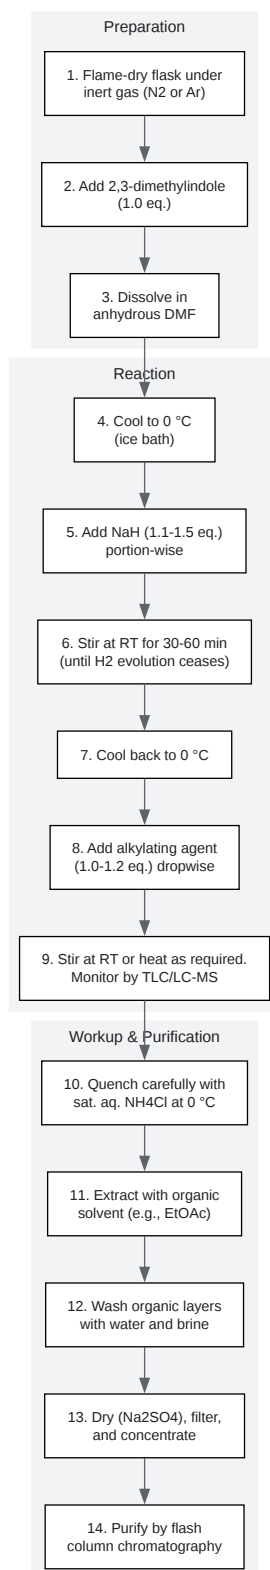 Preparation
1. Flame-dry flask under
inert gas (N2 or Ar)
2. Add 2,3-dimethylindole
(1.0 eq.)
3. Dissolve in
anhydrous DMF
Reaction
4. Cool to 0 °C
(ice bath)
5. Add NaH (1.1-1.5 eq.)
portion-wise
6. Stir at RT for 30-60 min
(until H2 evolution ceases)
7. Cool back to 0 °C
8. Add alkylating agent
(1.0-1.2 eq.) dropwise
9. Stir at RT or heat as required.
Monitor by TLC/LC-MS
Workup & Purification
10. Quench carefully with
sat. aq. NH4Cl at 0 °C
11. Extract with organic
solvent (e.g., EtOAc)
12. Wash organic layers
with water and brine
13. Dry (Na2SO4), filter,
and concentrate
14. Purify by flash
column chromatography